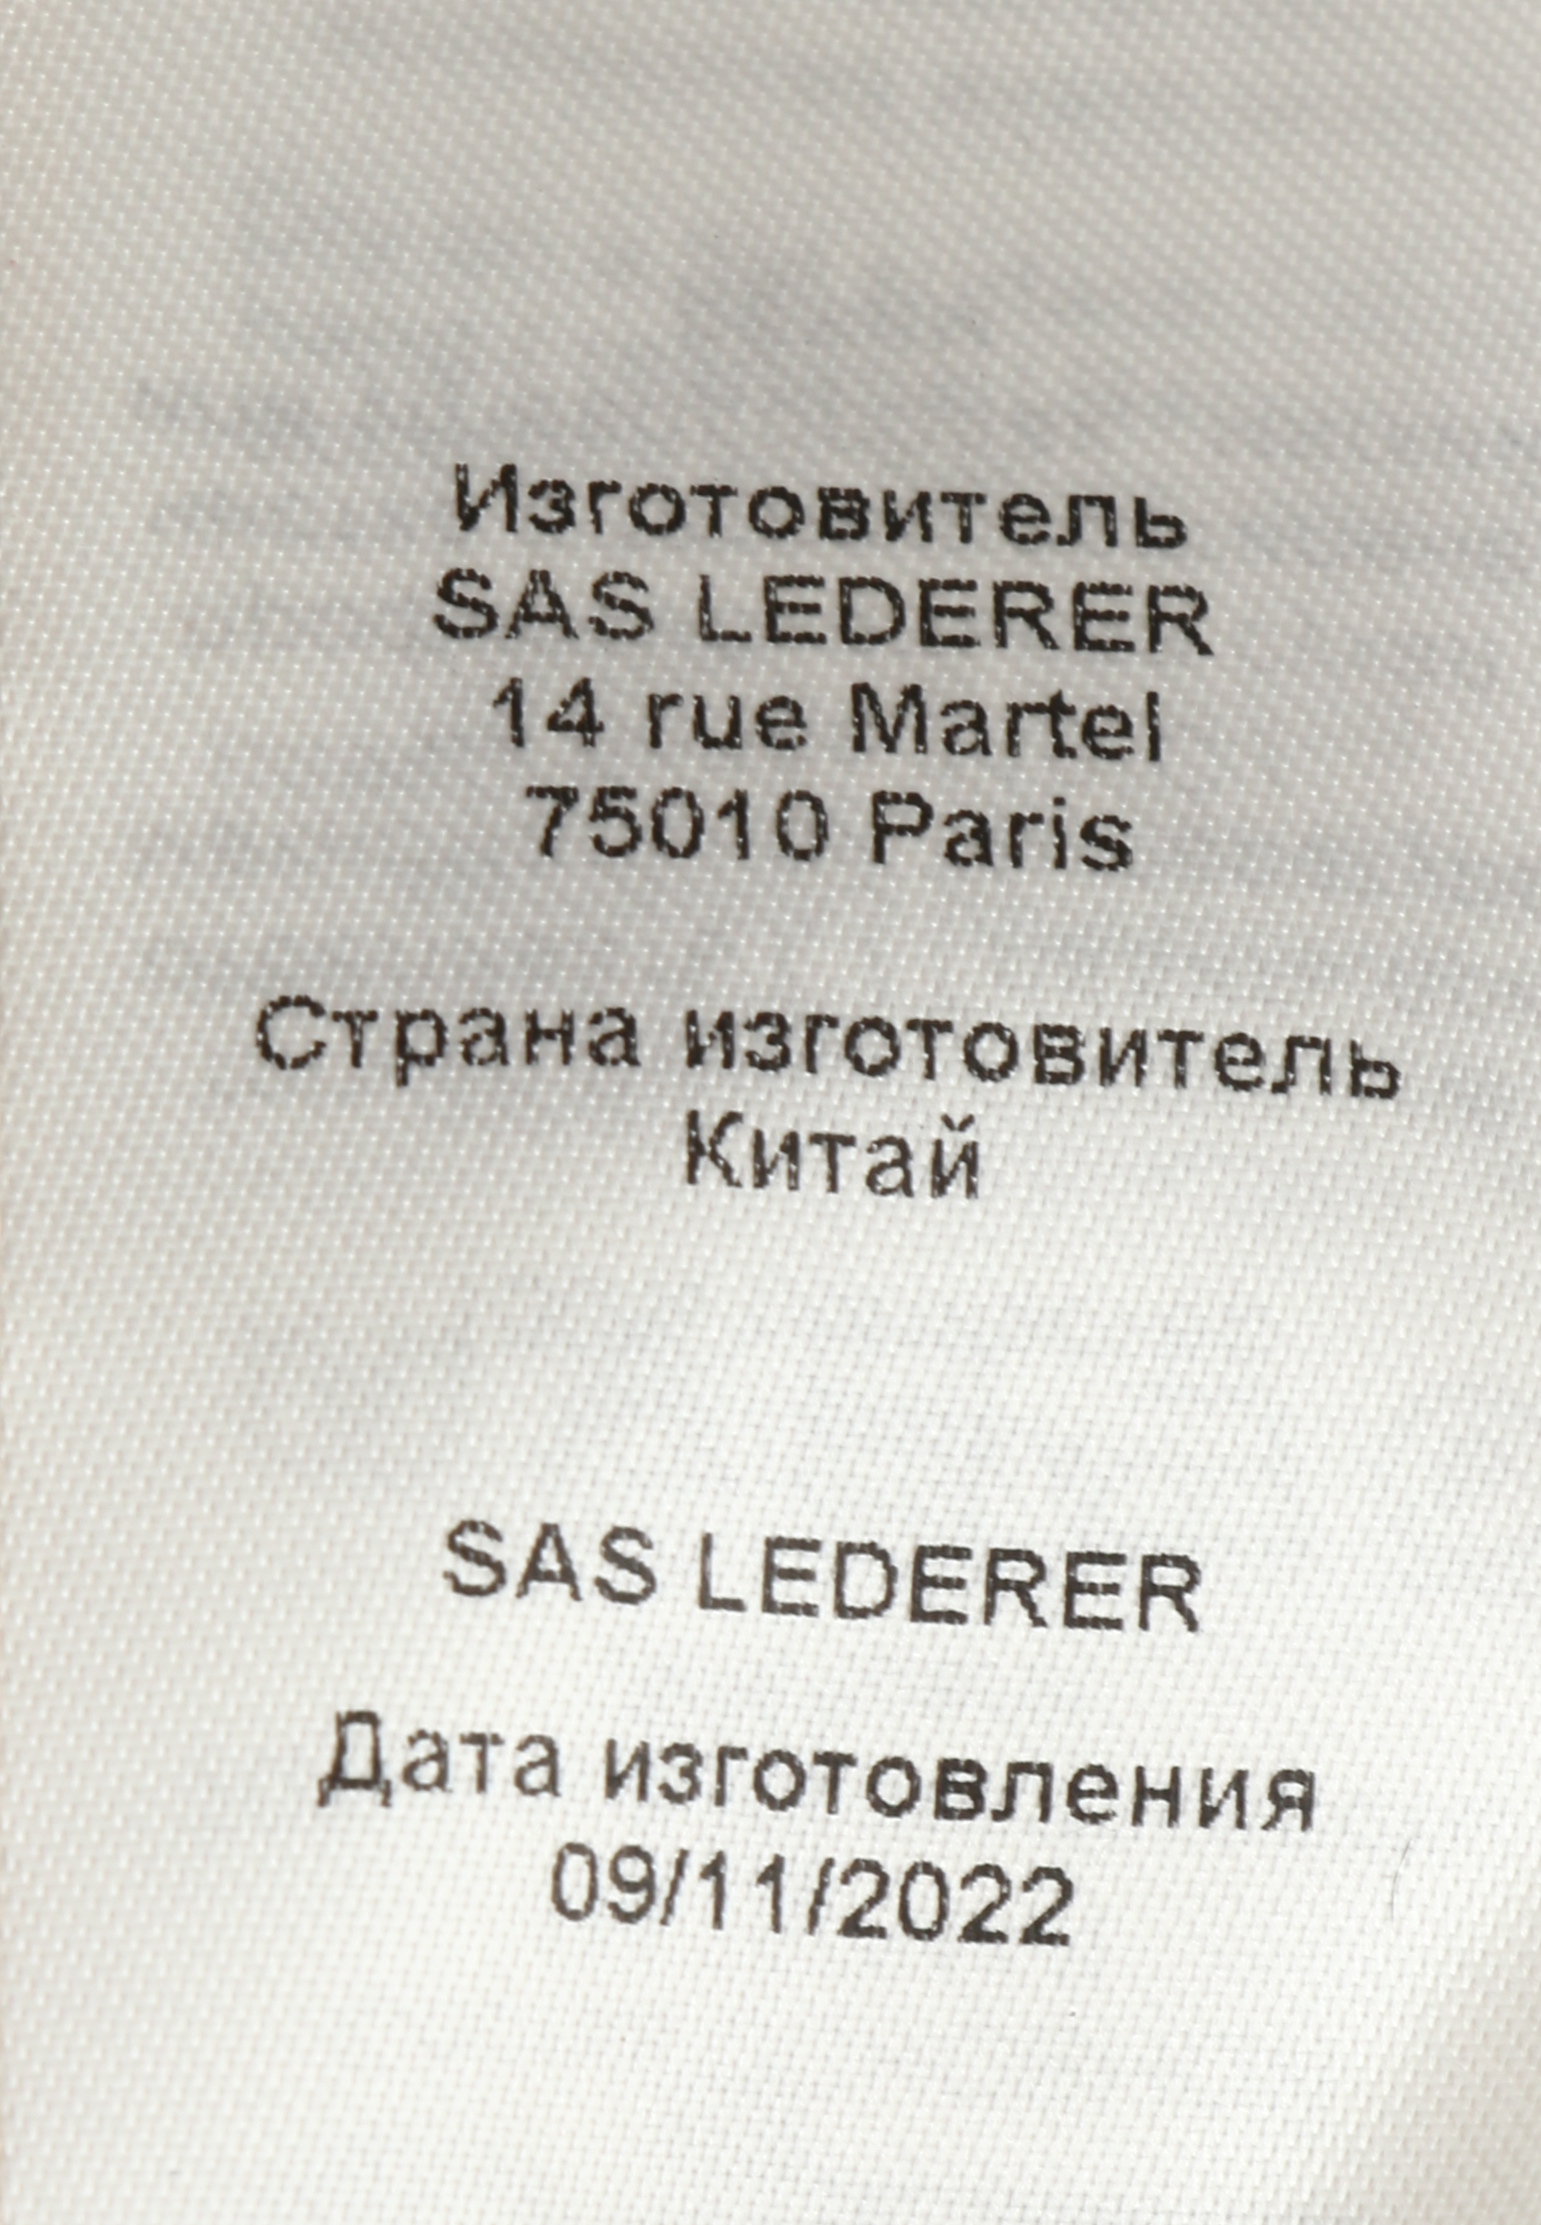 Изготовитель
SAS LEDERER
14 rue Martel
75010 Paris
Страна изготовитель
Китай
SAS LEDERER
Дата изготовления
09/11/2022